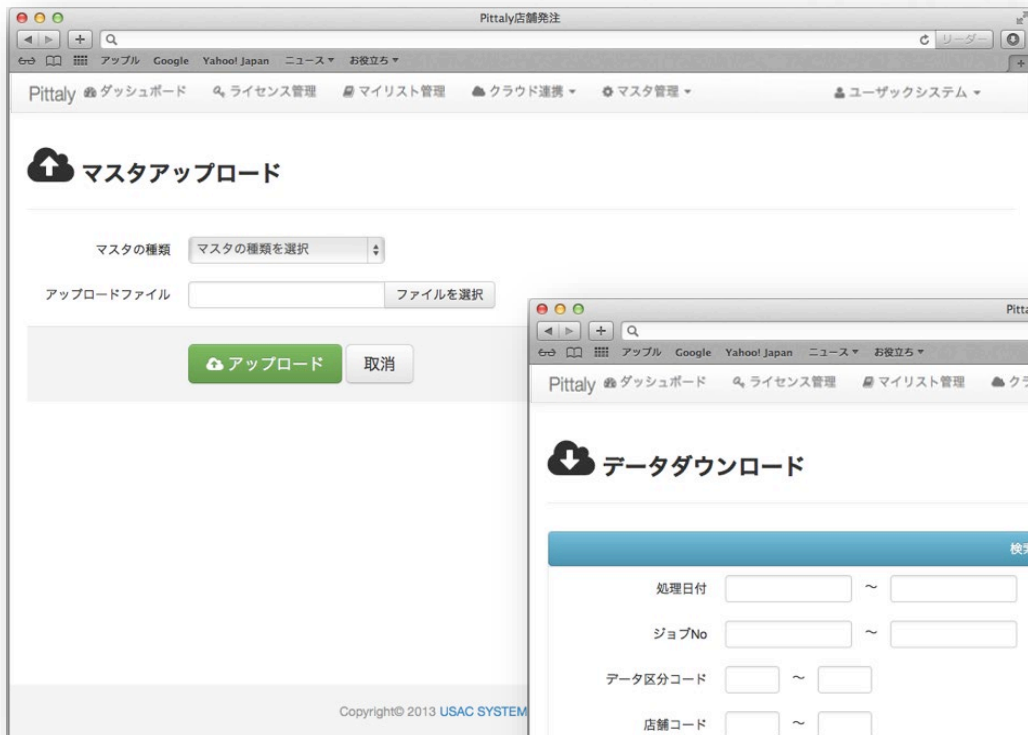 Pittaly店舗発注
リーダー
アップル Google Yahoo! Japan ニュース▼ お役立ち▼
Pittaly ダッシュボード ライセンス管理 マイリスト管理 クラウド連携 マスタ管理 ユーザックシステム
マスタアップロード
マスタの種類 マスタの種類を選択
アップロードファイル ファイルを選択
アップロード 取消
Copyright© 2013 USAC SYSTEM
アップル Google Yahoo! Japan ニュース▼ お役立ち▼
Pittaly ダッシュボード ライセンス管理 マイリスト管理
データダウンロード
処理日付 〜
ジョブNo 〜
データ区分コード 〜
店舗コード 〜